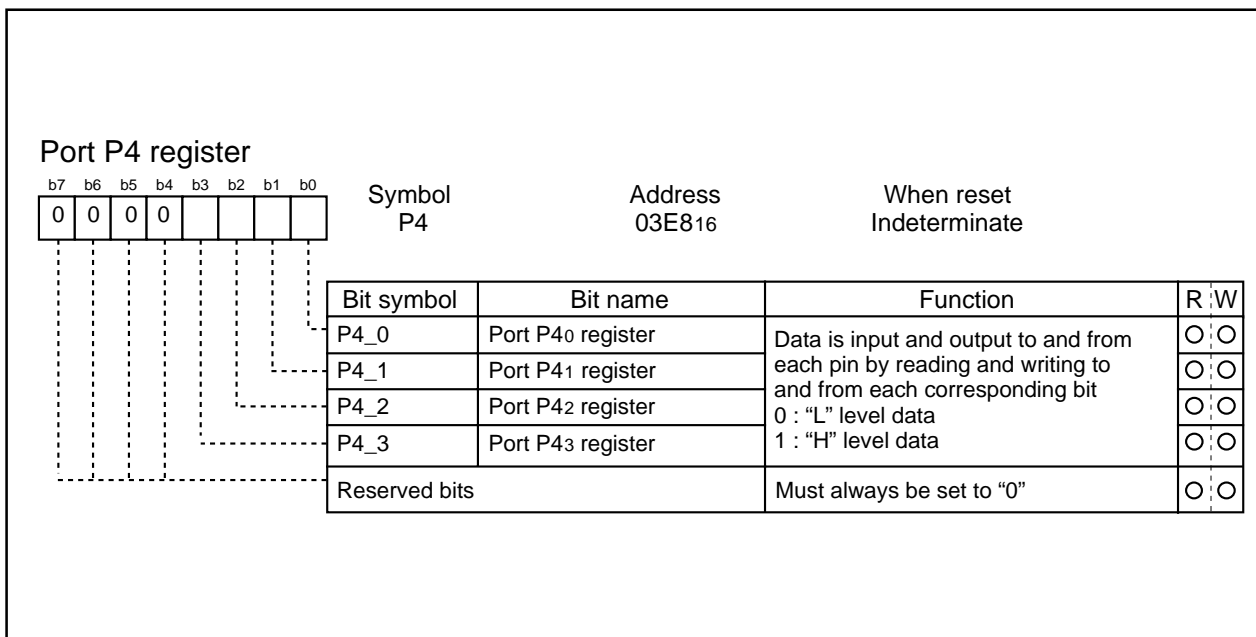 Port P4 register
b7 b6 b5 b4 b3 b2 b1 b0
0 0 0 0
Symbol Address When reset
P4 03E816 Indeterminate
Bit symbol Bit name Function R W
P4_0 Port P40 register
P4_1 Port P41 register
P4_2 Port P42 register
P4_3 Port P43 register
Data is input and output to and from
each pin by reading and writing to
and from each corresponding bit
0 : “L” level data
1 : “H” level data
Reserved bits Must always be set to “0”